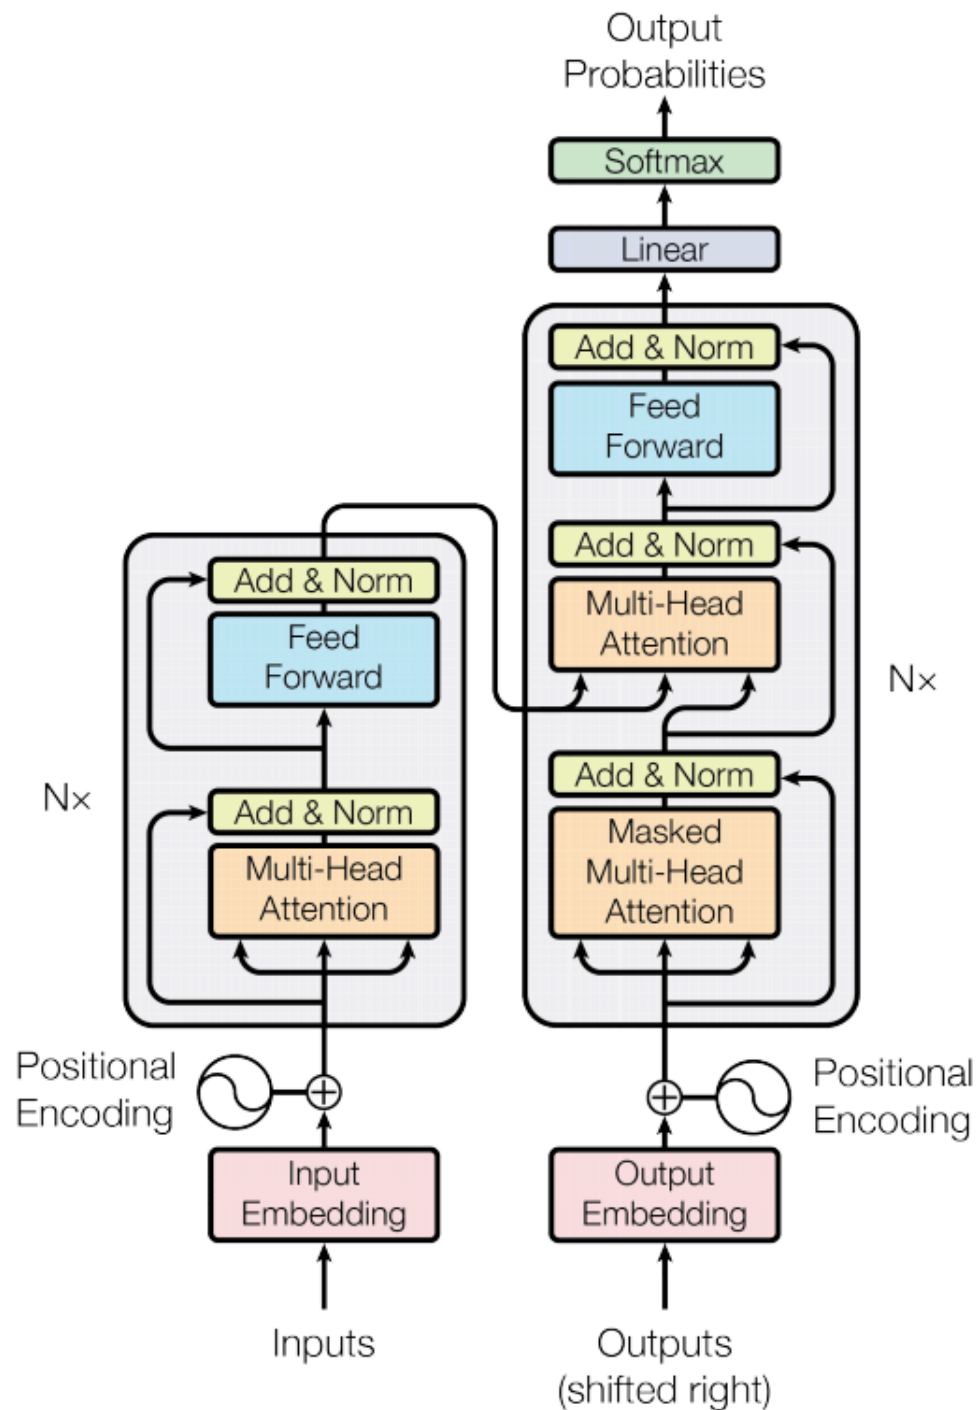 Output
Probabilities
Softmax
Linear
Add & Norm
Feed
Forward
Add & Norm
Multi-Head
Attention
Nx
Add & Norm
Masked
Multi-Head
Attention
Add & Norm
Feed
Forward
Nx
Add & Norm
Multi-Head
Attention
Positional
Encoding
Positional
Encoding
Input
Embedding
Output
Embedding
Inputs
Outputs
(shifted right)